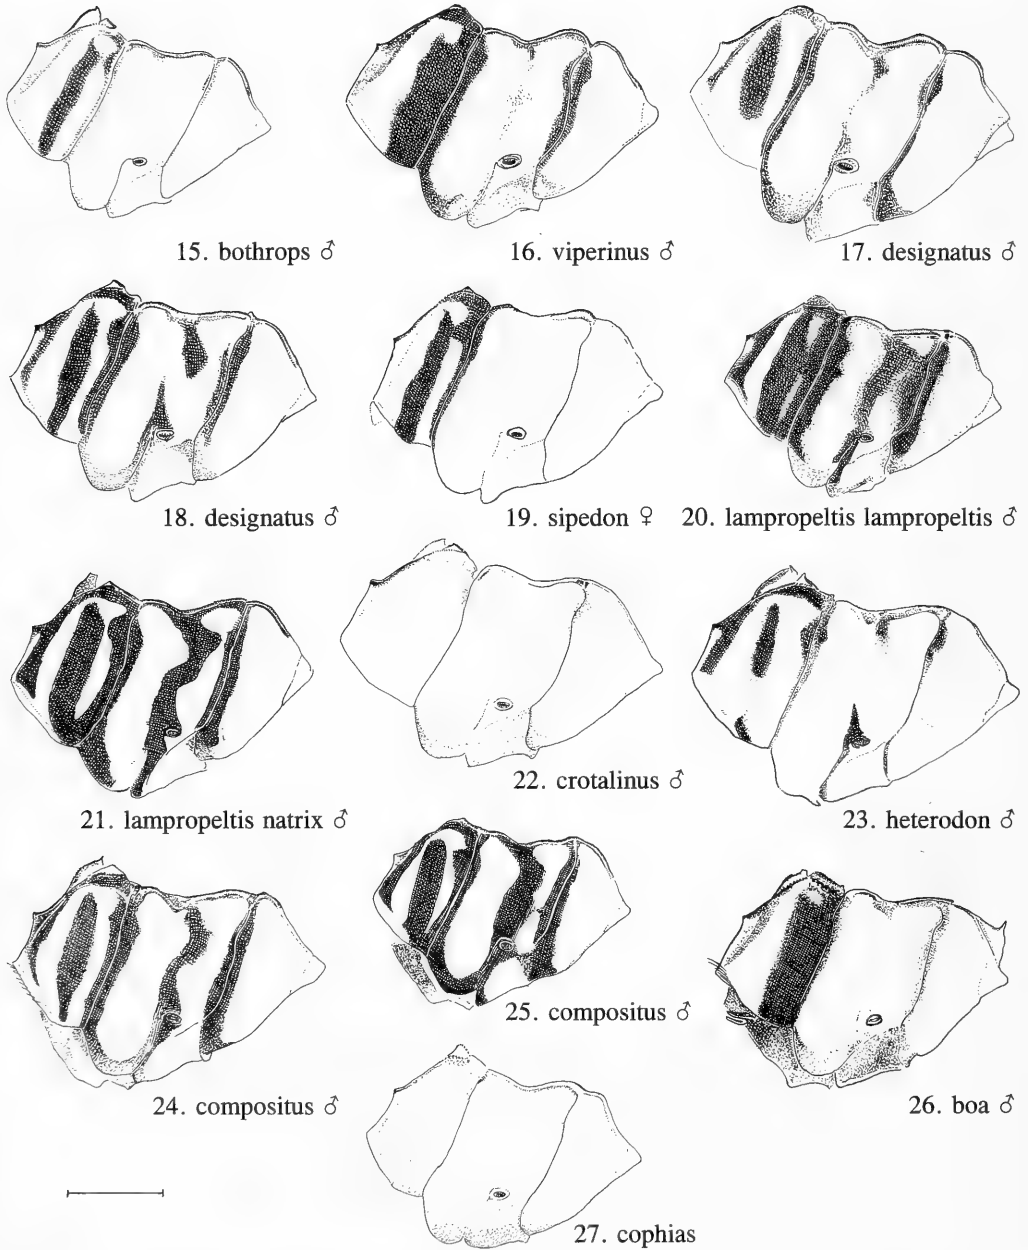 15. bothrops ♂
16. viperinus ♂
17. designatus ♂
18. designatus ♂
19. sipedon ♀
20. lampropeltis lampropeltis ♂
21. lampropeltis natrix ♂
22. crotalinus ♂
23. heterodon ♂
24. compositus ♂
25. compositus ♂
26. boa ♂
27. cophias